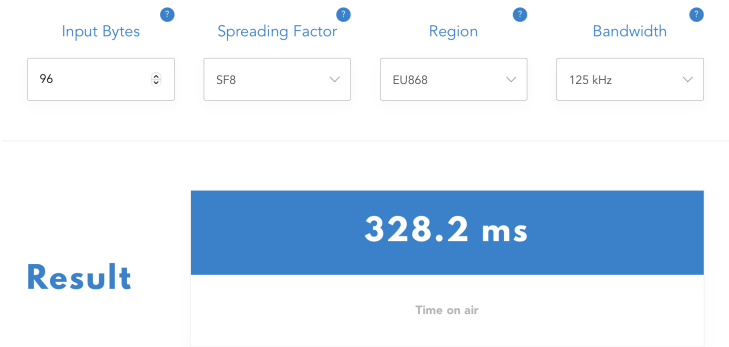 ? ? ? ?
Input Bytes Spreading Factor Region Bandwidth
96 SF8 EU868 125 kHz
328.2 ms
Result
Time on air